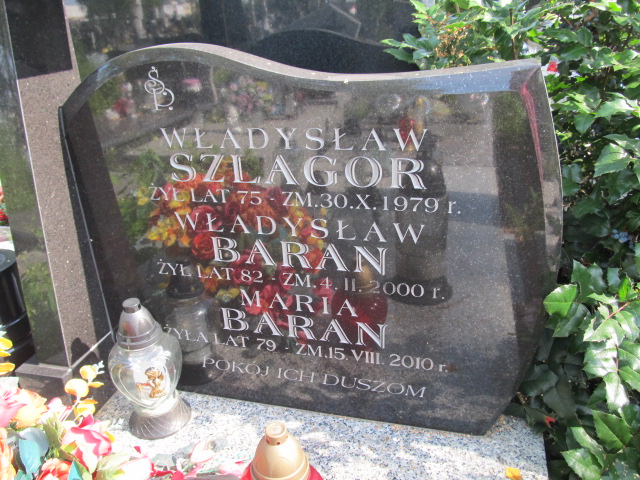 Ś.P.
WŁADYSŁAW
SZLAGOR
ŻYŁ LAT 75 - ZM.30.X.1979 r.
WŁADYSŁAW
BARAN
ŻYŁ LAT 82 - ZM.4.II.2000 r.
MARIA
BARAN
ŻYŁA LAT 79 - ZM.15.VIII.2010 r.
POKÓJ ICH DUSZOM